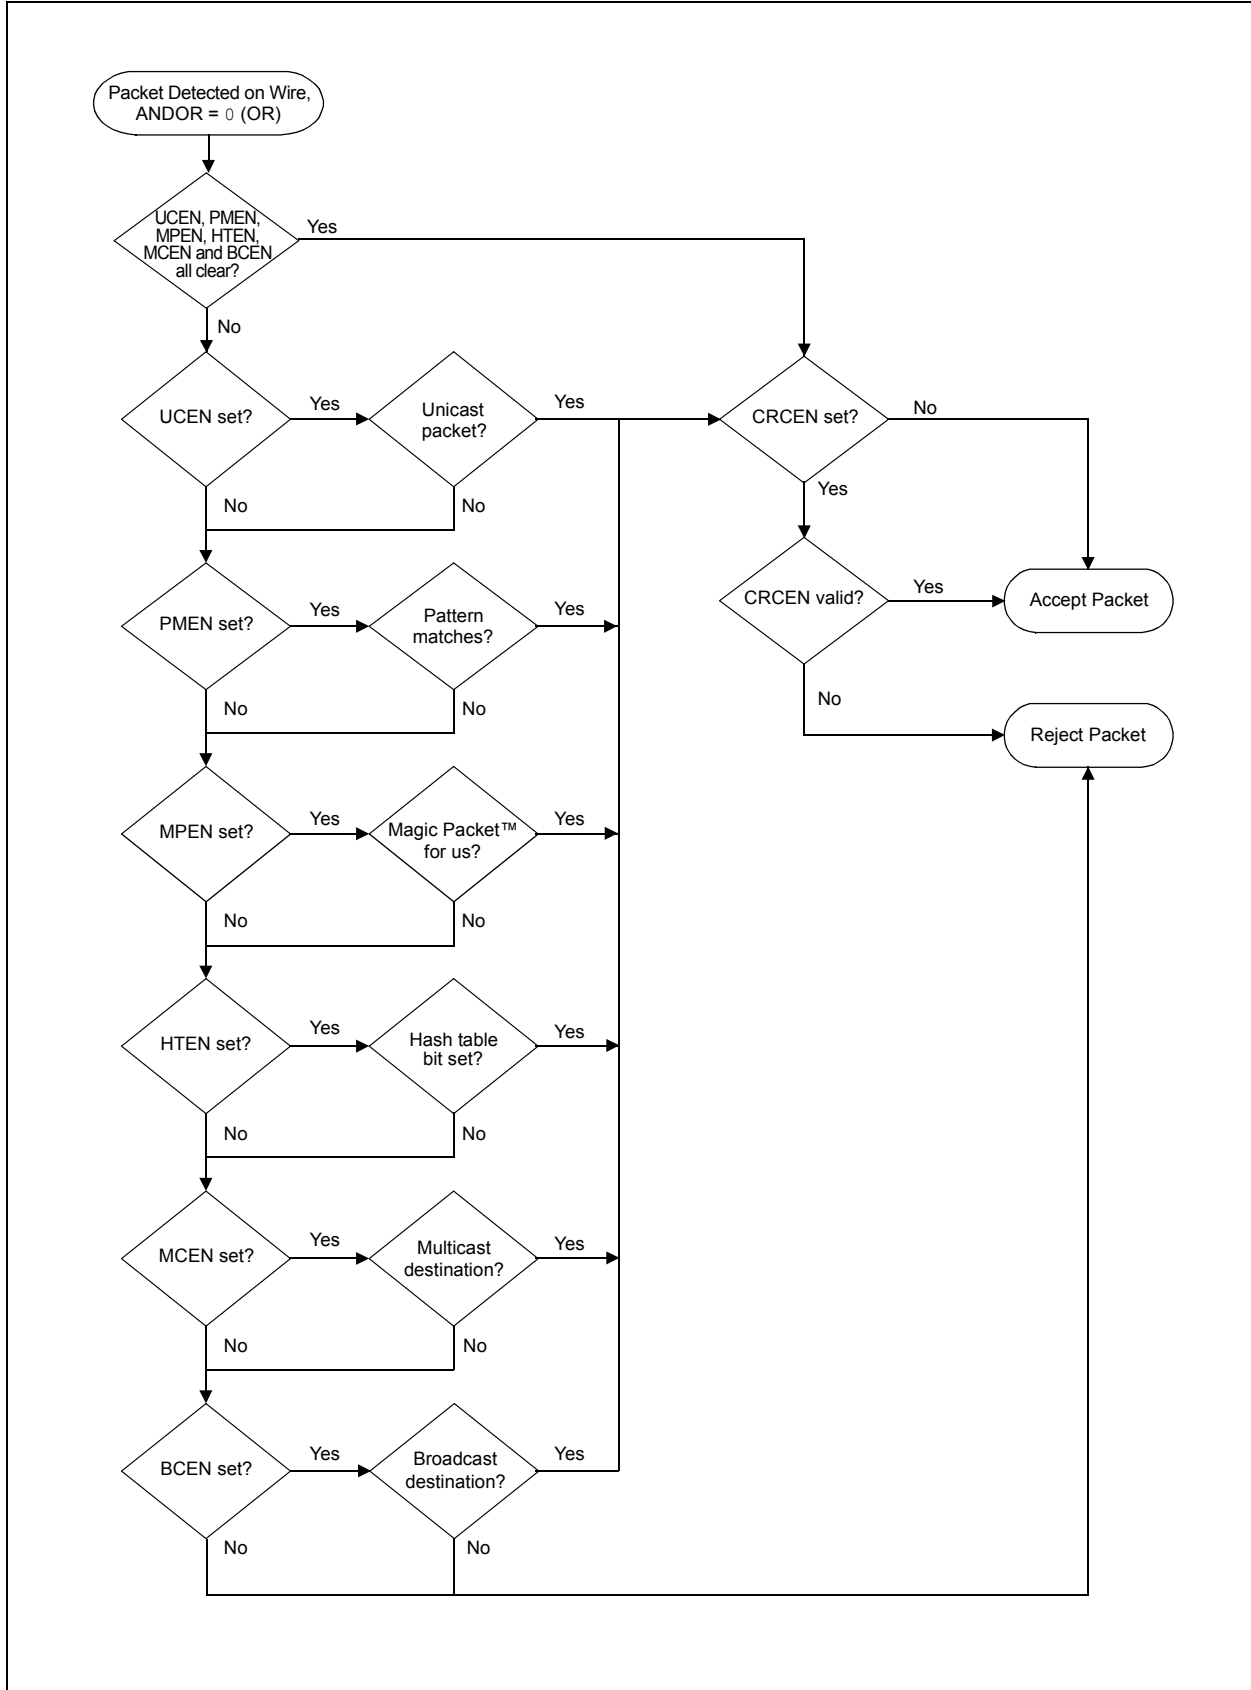 Packet Detected on Wire,
ANDOR = 0 (OR)
UCEN, PMEN,
MPEN, HTEN,
MCEN and BCEN
all clear?
Yes
No
UCEN set?
Yes
Unicast
packet?
Yes
CRCEN set?
No
No
No
Yes
PMEN set?
Yes
Pattern
matches?
Yes
CRCEN valid?
Yes
Accept Packet
No
No
No
Reject Packet
MPEN set?
Yes
Magic Packet™
for us?
Yes
No
No
HTEN set?
Yes
Hash table
bit set?
Yes
No
No
MCEN set?
Yes
Multicast
destination?
Yes
No
No
BCEN set?
Yes
Broadcast
destination?
Yes
No
No